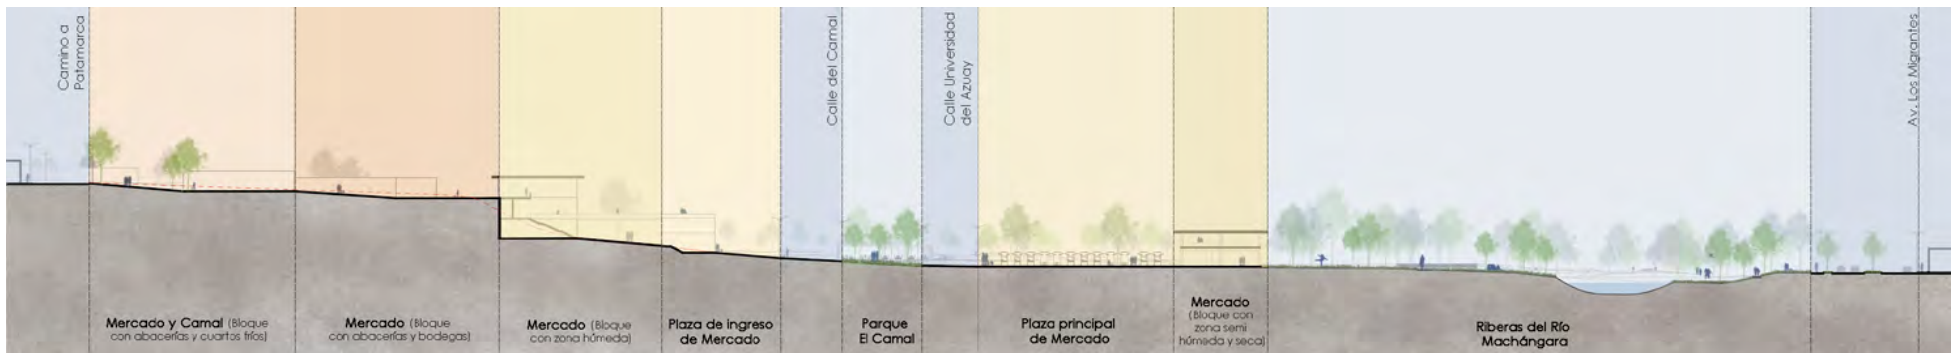 Camino a
Patamarca
Calle del Camal
Calle Universidad
del Azuay
Av. Los Migrantes
Mercado y Camal (Bloque
con abacerías y cuartos fríos)
Mercado (Bloque
con abacerías y bodegas)
Mercado (Bloque
con zona húmeda)
Plaza de ingreso
de Mercado
Parque
El Camal
Plaza principal
de Mercado
Mercado
(Bloque con
zona semi
húmeda y seca)
Riberas del Río
Machángara